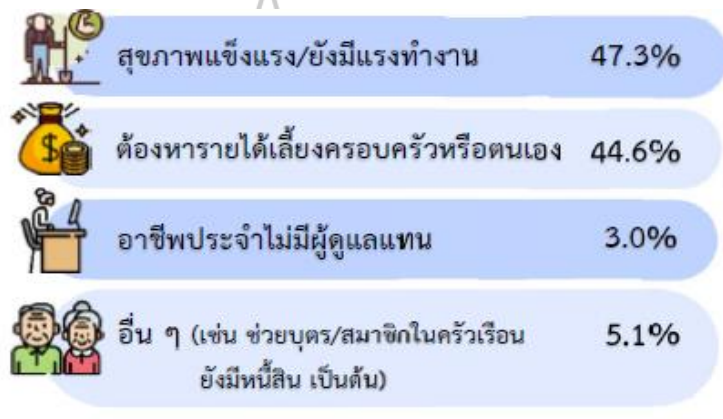 สุขภาพแข็งแรง/ยังมีแรงทำงาน 47.3%
ต้องหารายได้เลี้ยงครอบครัวหรือตนเอง 44.6%
อาชีพประจำไม่มีผู้ดูแลแทน 3.0%
อื่น ๆ (เช่น ช่วยบุตร/สมาชิกในครัวเรือน 5.1%
ยังมีหนี้สิน เป็นต้น)